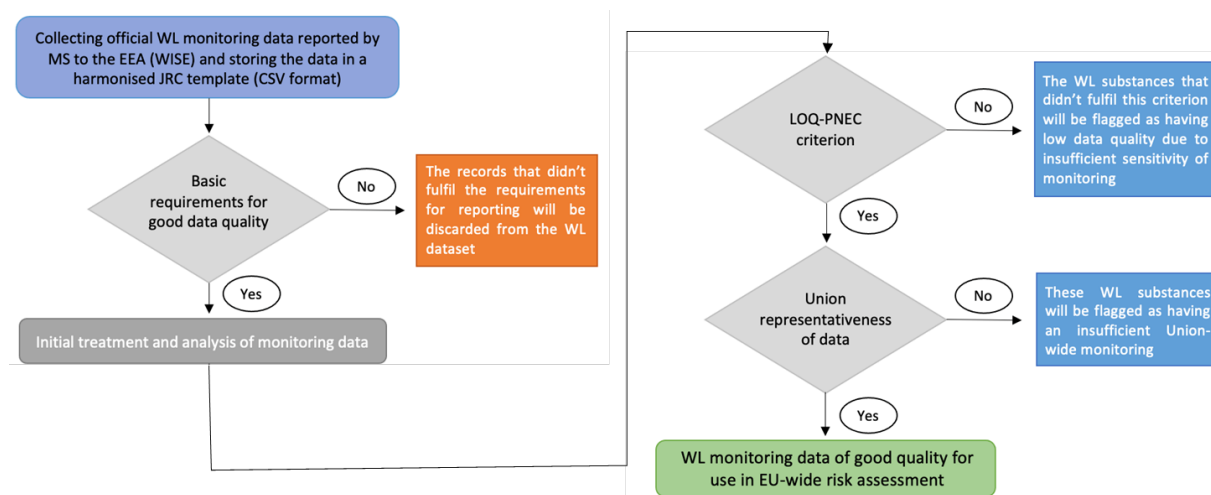 Collecting official WL monitoring data reported by
MS to the EEA (WISE) and storing the data in a
harmonised JRC template (CSV format)
Basic
requirements for
good data quality
No
The records that didn't
fulfil the requirements
for reporting will be
discarded from the WL
dataset
Yes
Initial treatment and analysis of monitoring data
LOQ-PNEC
criterion
No
The WL substances that
didn't fulfil this criterion
will be flagged as having
low data quality due to
insufficient sensitivity of
monitoring
Yes
Union
representativeness
of data
No
These WL substances
will be flagged as having
an insufficient Union-
wide monitoring
Yes
WL monitoring data of good quality for
use in EU-wide risk assessment